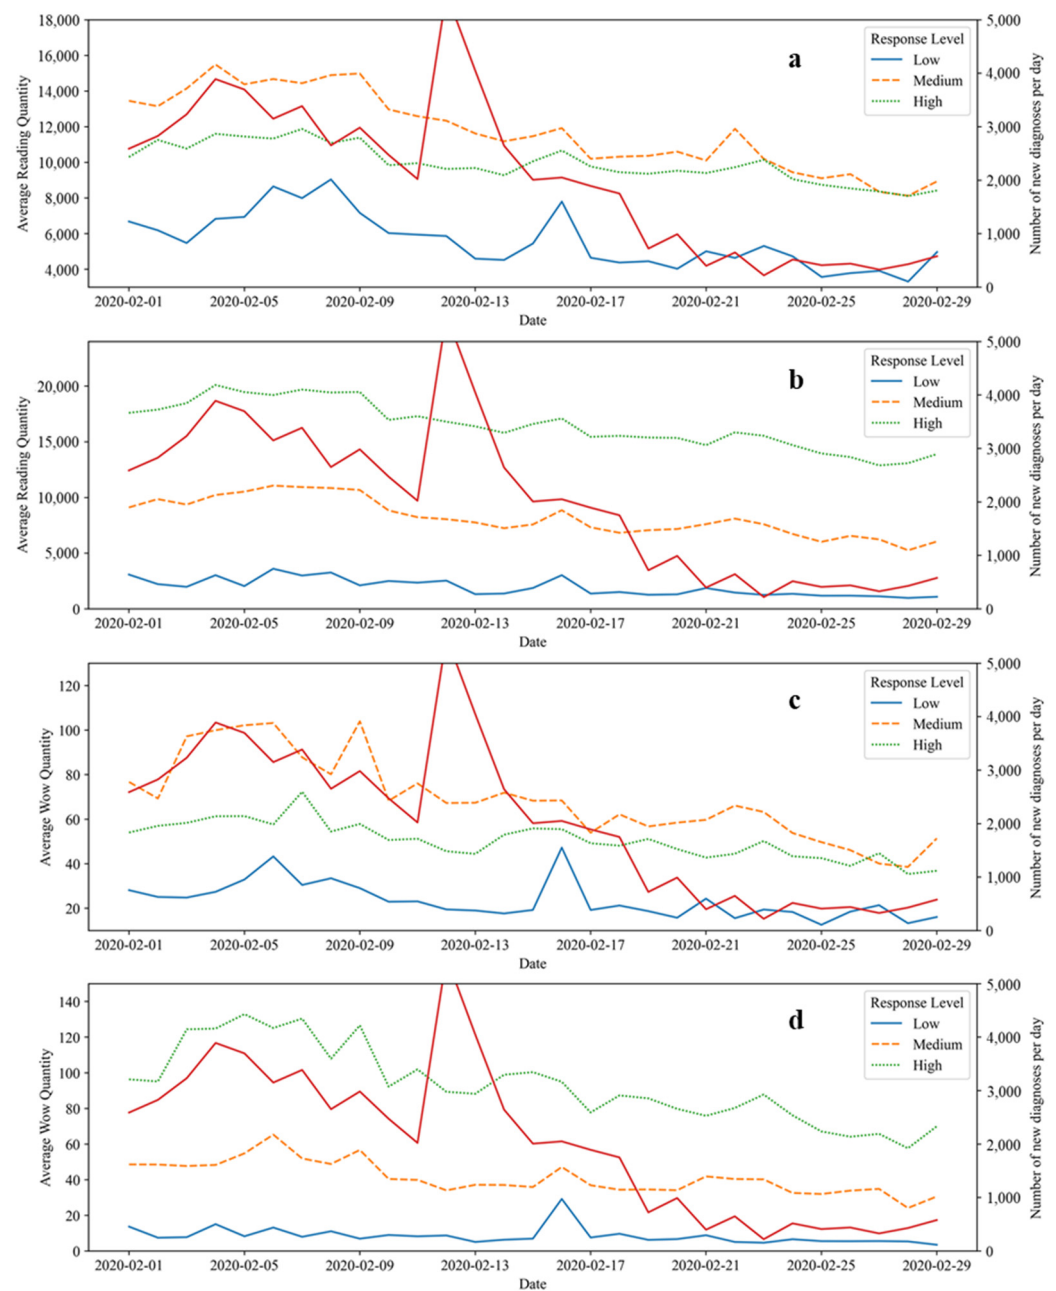 18,000
16,000
14,000
12,000
10,000
8,000
6,000
4,000
Average Reading Quantity
a
Response Level
Low
Medium
High
5,000
4,000
3,000
2,000
1,000
0
Number of new diagnoses per day
2020-02-01 2020-02-05 2020-02-09 2020-02-13 2020-02-17 2020-02-21 2020-02-25 2020-02-29
Date
20,000
15,000
10,000
5,000
0
Average Reading Quantity
b
Response Level
Low
Medium
High
5,000
4,000
3,000
2,000
1,000
0
Number of new diagnoses per day
2020-02-01 2020-02-05 2020-02-09 2020-02-13 2020-02-17 2020-02-21 2020-02-25 2020-02-29
Date
120
100
80
60
40
20
Average Wow Quantity
c
Response Level
Low
Medium
High
5,000
4,000
3,000
2,000
1,000
0
Number of new diagnoses per day
2020-02-01 2020-02-05 2020-02-09 2020-02-13 2020-02-17 2020-02-21 2020-02-25 2020-02-29
Date
140
120
100
80
60
40
20
0
Average Wow Quantity
d
Response Level
Low
Medium
High
5,000
4,000
3,000
2,000
1,000
0
Number of new diagnoses per day
2020-02-01 2020-02-05 2020-02-09 2020-02-13 2020-02-17 2020-02-21 2020-02-25 2020-02-29
Date